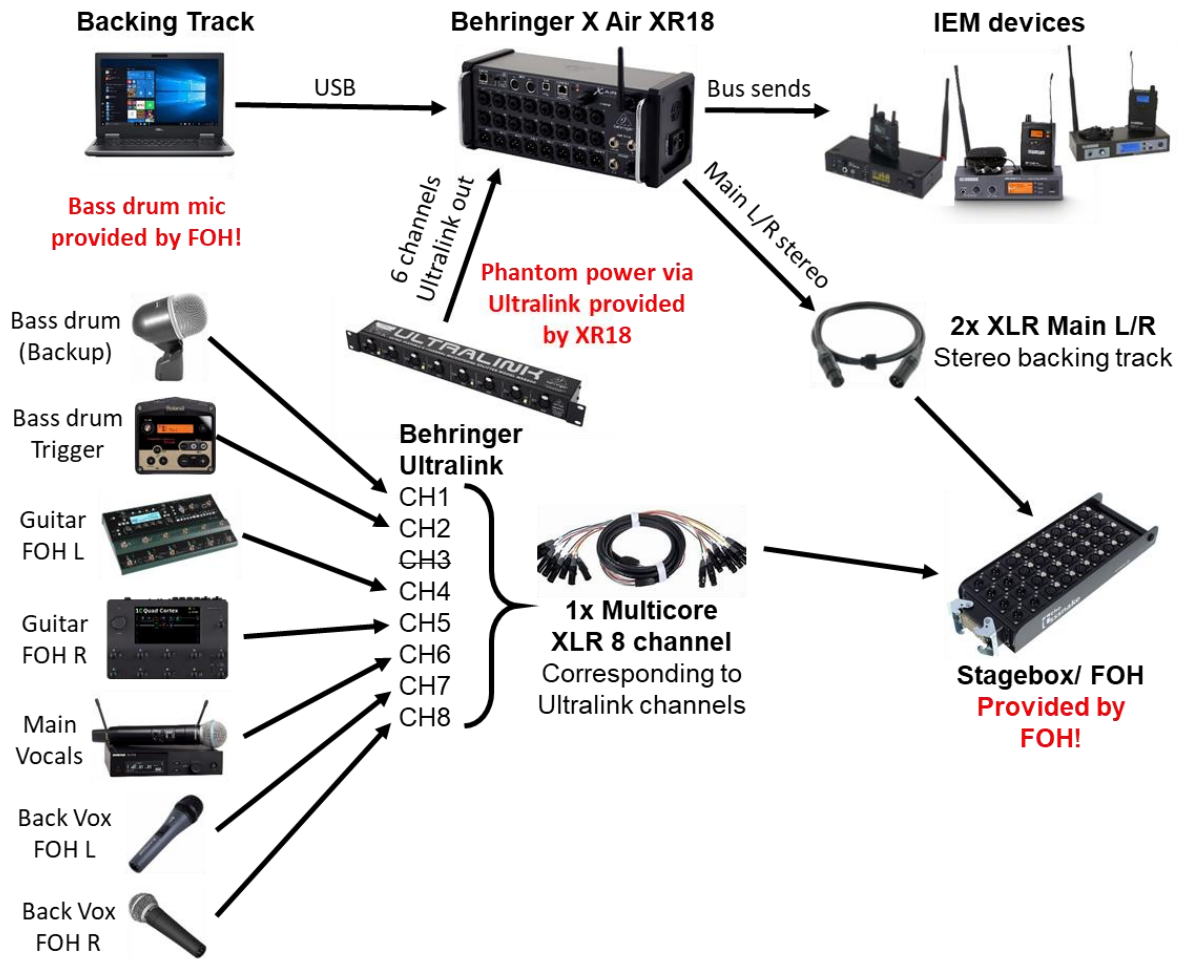 Backing Track
Behringer X Air XR18
IEM devices
USB
Bus sends
Bass drum mic
provided by FOH!
6 channels
Ultralink out
Phantom power via
Ultralink provided
by XR18
Main L/R stereo
ULTRALINK
2x XLR Main L/R
Stereo backing track
Bass drum
(Backup)
Bass drum
Trigger
Roland
Guitar
FOH L
Guitar
FOH R
Quad Cortex
Main
Vocals
Back Vox
FOH L
Back Vox
FOH R
Behringer
Ultralink
CH1
CH2
CH3
CH4
CH5
CH6
CH7
CH8
1x Multicore
XLR 8 channel
Corresponding to
Ultralink channels
Stagebox/ FOH
Provided by
FOH!